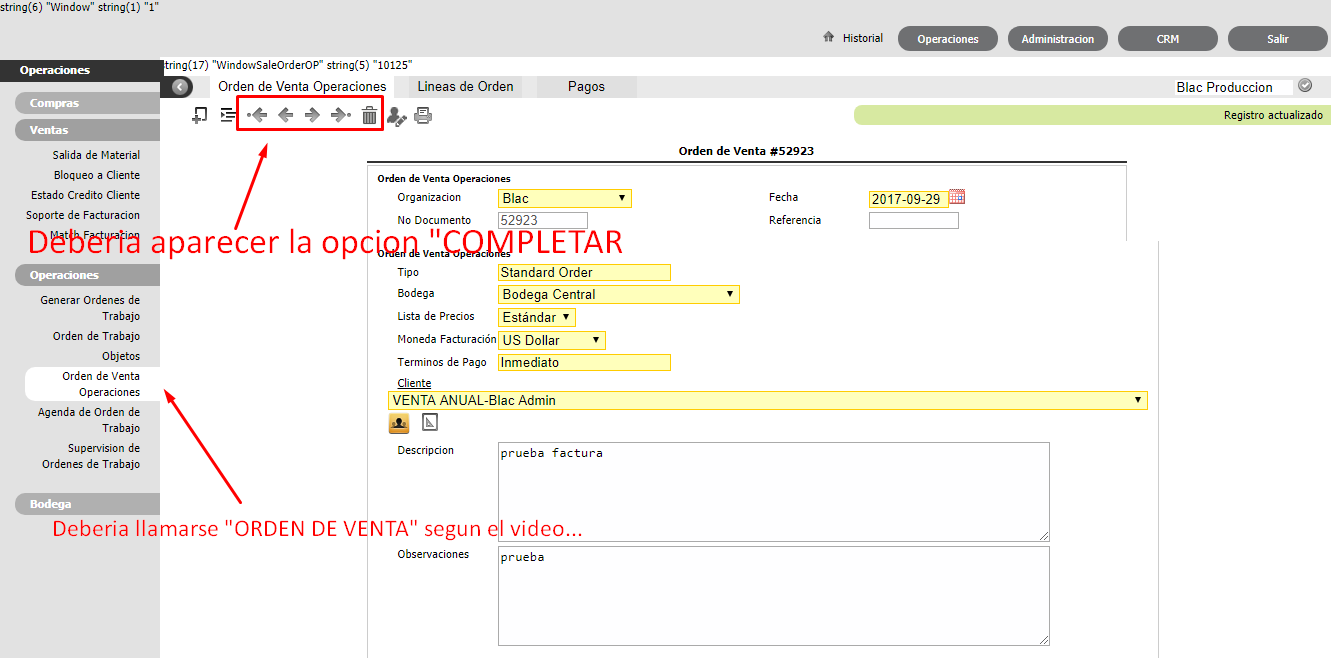 string(6) "Window" string(1) "1"
Historial
Operaciones
Administracion
CRM
Salir
Operaciones
string(17) "WindowSaleOrderOP" string(5) "10125"
Orden de Venta Operaciones
Lineas de Orden
Pagos
Blac Produccion
Registro actualizado
Compras
Ventas
Salida de Material
Bloqueo a Cliente
Estado Credito Cliente
Soporte de Facturacion
Match Facturacion
Operaciones
Generar Ordenes de
Trabajo
Orden de Trabajo
Objetos
Orden de Venta
Operaciones
Agenda de Orden de
Trabajo
Supervision de
Ordenes de Trabajo
Bodega
Orden de Venta #52923
Orden de Venta Operaciones
Organizacion
Blac
Fecha
2017-09-29
No Documento
52923
Referencia
Deberia aparecer la opcion "COMPLETAR
Orden de Venta Operaciones
Tipo
Standard Order
Bodega
Bodega Central
Lista de Precios
Estándar
Moneda Facturación
US Dollar
Terminos de Pago
Inmediato
Cliente
VENTA ANUAL-Blac Admin
Descripcion
prueba factura
Deberia llamarse "ORDEN DE VENTA" segun el video...
Observaciones
prueba